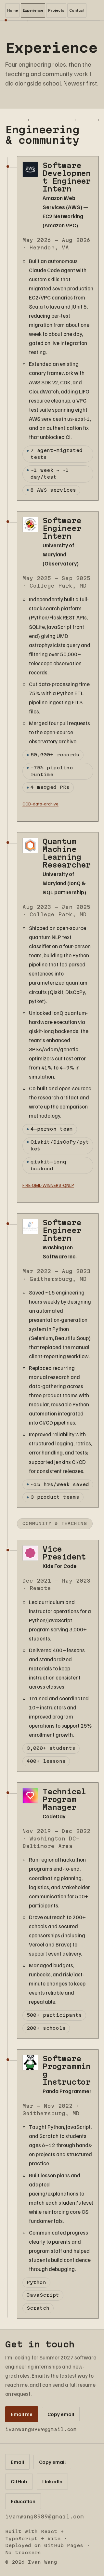 Home Experience Projects Contact
Experience
Four engineering roles, then the
teaching and community work I
did alongside school. Newest first.
Engineering
& community
Software
Developmen
t Engineer
Intern
Amazon Web
Services (AWS) —
EC2 Networking
(Amazon VPC)
May 2026 – Aug 2026
· Herndon, VA
Built an autonomous
Claude Code agent with
custom skills that
migrated seven production
EC2/VPC canaries from
Scala to Java and JUnit 5,
reducing per-test
migration from about one
week to about one day,
gated on live integration
testing.
Extended an existing
canary framework with
AWS SDK v2, CDK, and
CloudWatch, adding LIFO
resource cleanup; a VPC
test suite spanning eight
AWS services in us-east-1,
and an automation fix
that unblocked CI.
+ 7 agent-migrated
tests
+ ~1 week → ~1
day/test
+ 8 AWS services
Software
Engineer
Intern
University of
Maryland
(Observatory)
May 2025 – Sep 2025
· College Park, MD
Independently built a full-
stack search platform
(Python/Flask REST APIs,
SQLite, JavaScript front
end) giving UMD
astrophysicists query and
filtering over 50,000+
telescope observation
records.
Cut data-processing time
75% with a Python ETL
pipeline ingesting FITS
files.
Merged four pull requests
to the open-source
observatory archive.
+ 50,000+ records
+ −75% pipeline
runtime
+ 4 merged PRs
CCD-data-archive
Quantum
Machine
Learning
Researcher
University of
Maryland (IonQ &
NQL partnership)
Aug 2023 – Jan 2025
· College Park, MD
Shipped an open-source
quantum NLP text
classifier on a four-person
team, building the Python
pipeline that fed parsed
sentences into
parameterized quantum
circuits (Qiskit, DisCoPy,
pytket).
Unlocked IonQ quantum-
hardware execution via
qiskit-ionq backends; the
team's enhanced
SPSA/Adam/genetic
optimizers cut test error
from 41% to 4–9% in
simulation.
Co-built and open-sourced
the research artifact and
wrote up the comparison
methodology.
+ 4-person team
+ Qiskit/DisCoPy/pyt
ket
+ qiskit-ionq
backend
FIRE-QML-WINNERS: QNLP
Software
Engineer
Intern
Washington
Software Inc.
Mar 2022 – Aug 2023
· Gaithersburg, MD
Saved ~15 engineering
hours weekly by designing
an automated
presentation-generation
system in Python
(Selenium, BeautifulSoup)
that replaced the manual
client-reporting workflow.
Replaced recurring
manual research and
data-gathering across
three product teams with
modular, reusable Python
automation integrated
into CI/CD pipelines.
Improved reliability with
structured logging, retries,
error handling, and tests;
supported Jenkins CI/CD
for consistent releases.
+ ~15 hrs/week saved
+ 3 product teams
COMMUNITY & TEACHING
Vice
President
Kids For Code
Dec 2021 – May 2023
· Remote
Led curriculum and
instructor operations for a
Python/JavaScript
program serving 3,000+
students.
Delivered 400+ lessons
and standardized
materials to keep
instruction consistent
across classes.
Trained and coordinated
10+ instructors and
improved program
operations to support 25%
enrollment growth.
3,000+ students
400+ lessons
Technical
Program
Manager
CodeDay
Nov 2019 – Dec 2022
· Washington DC–
Baltimore Area
Ran regional hackathon
programs end-to-end,
coordinating planning,
logistics, and stakeholder
communication for 500+
participants.
Drove outreach to 200+
schools and secured
sponsorships (including
Vercel and Brave) to
support event delivery.
Managed budgets,
runbooks, and risk/last-
minute changes to keep
events reliable and
repeatable.
500+ participants
200+ schools
Software
Programmin
g
Instructor
Panda Programmer
Mar – Nov 2022 ·
Gaithersburg, MD
Taught Python, JavaScript,
and Scratch to students
ages 6–12 through hands-
on projects and structured
practice.
Built lesson plans and
adapted
pacing/explanations to
match each student's level
while reinforcing core CS
fundamentals.
Communicated progress
clearly to parents and
program staff and helped
students build confidence
through debugging.
Python
JavaScript
Scratch
Get in touch
I'm looking for Summer 2027 software
engineering internships and new-
grad roles. Email is the fastest way to
reach me, and I can send a full resume
on request.
Email me Copy email
ivanwang8989@gmail.com
Email Copy email
GitHub LinkedIn
Education
ivanwang8989@gmail.com
Built with React +
TypeScript + Vite ·
Deployed on GitHub Pages ·
No trackers
© 2026 Ivan Wang